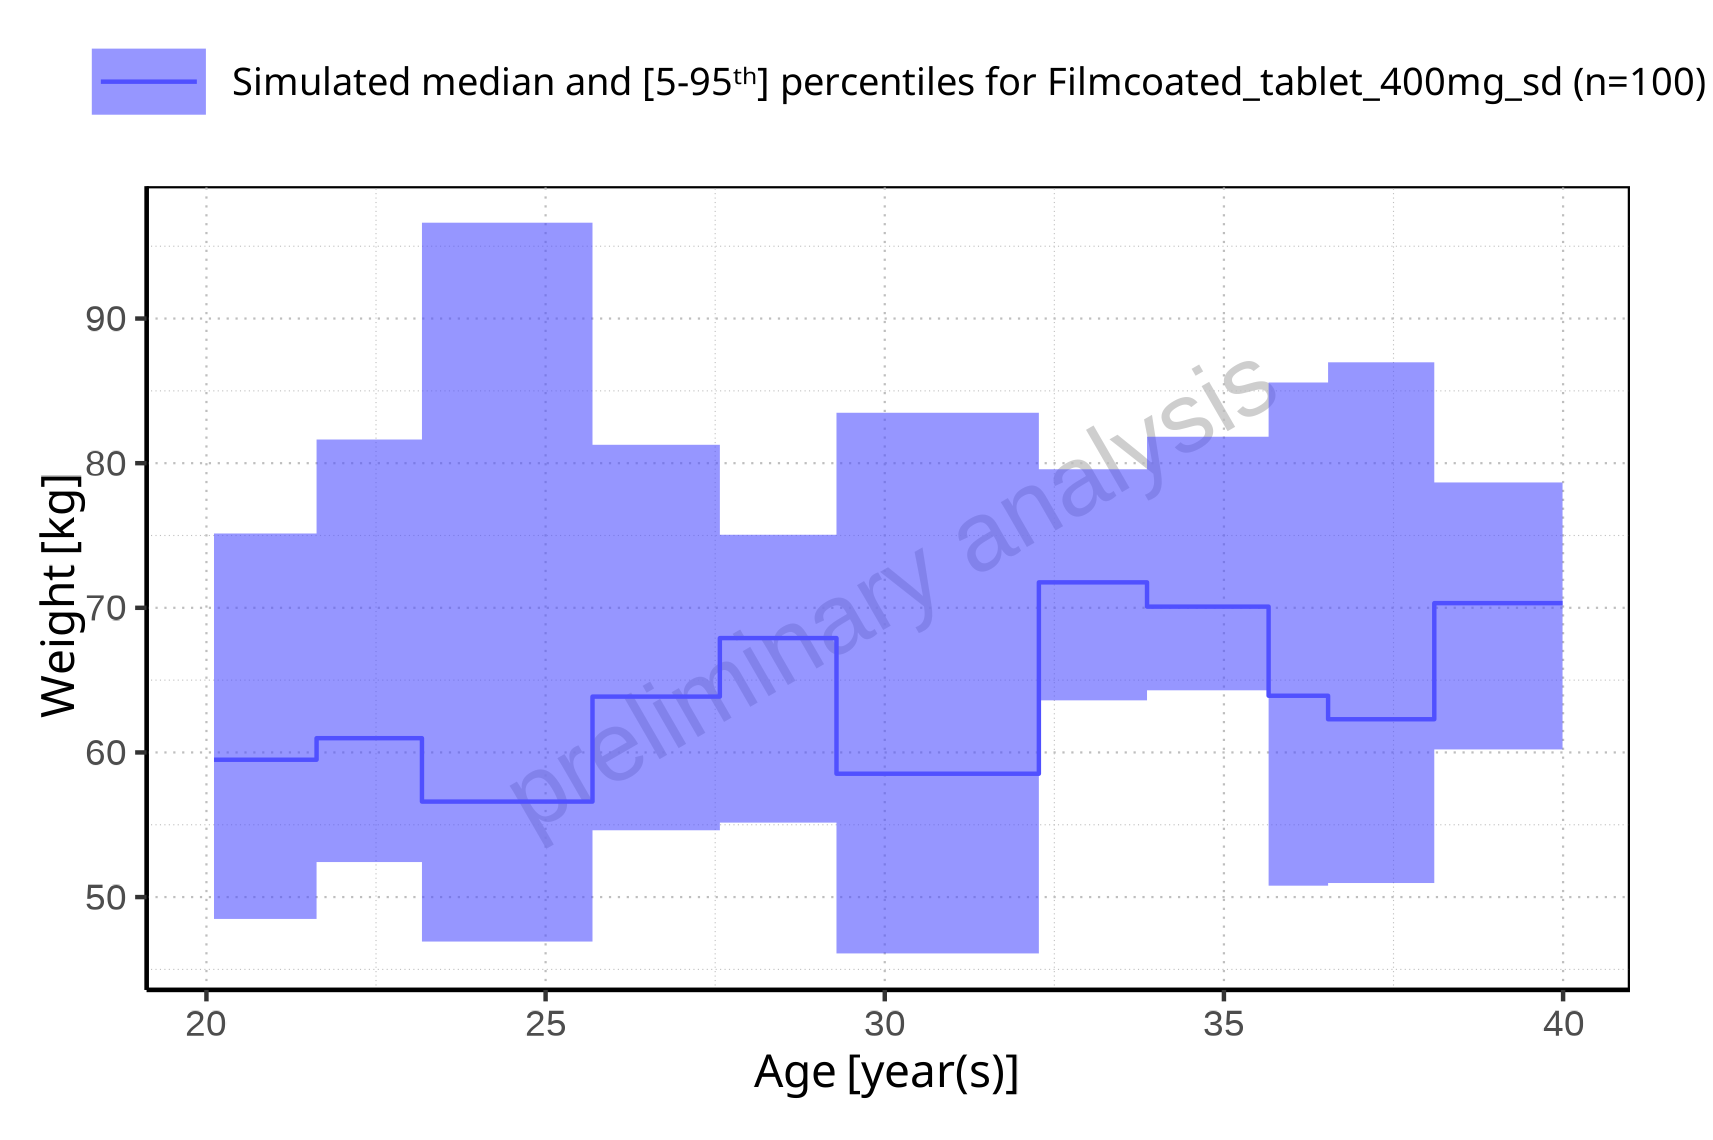 Simulated median and [5-95ᵗʰ] percentiles for Filmcoated_tablet_400mg_sd (n=100)
90
80
70
60
50
Weight [kg]
preliminary analysis
20 25 30 35 40
Age [year(s)]